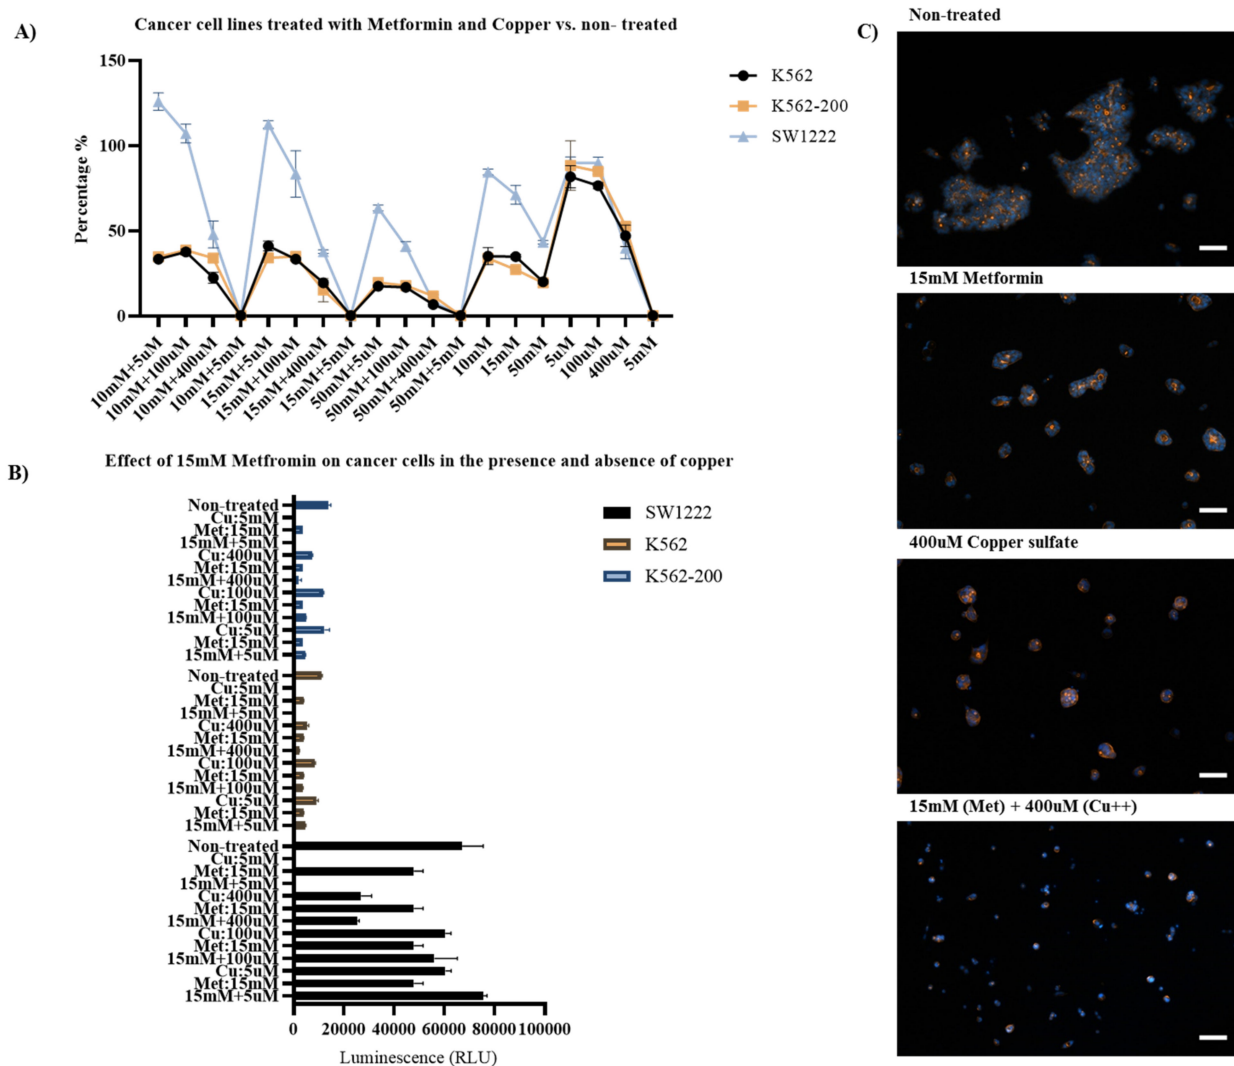 A)
Cancer cell lines treated with Metformin and Copper vs. non- treated
Percentage %
150
100
50
0
10mM+5uM
10mM+100uM
10mM+400uM
10mM+5mM
15mM+5uM
15mM+100uM
15mM+400uM
15mM+5mM
50mM+5uM
50mM+100uM
50mM+400uM
50mM+5mM
10mM
15mM
50mM
5uM
100uM
400uM
5mM
K562
K562-200
SW1222
B)
Effect of 15mM Metfromin on cancer cells in the presence and absence of copper
Non-treated
Cu:5mM
Met:15mM
15mM+5mM
Cu:400uM
Met:15mM
15mM+400uM
Cu:100uM
Met:15mM
15mM+100uM
Cu:5uM
Met:15mM
15mM+5uM
Non-treated
Cu:5mM
Met:15mM
15mM+5mM
Cu:400uM
Met:15mM
15mM+400uM
Cu:100uM
Met:15mM
15mM+100uM
Cu:5uM
Met:15mM
15mM+5uM
Non-treated
Cu:5mM
Met:15mM
15mM+5mM
Cu:400uM
Met:15mM
15mM+400uM
Cu:100uM
Met:15mM
15mM+100uM
Cu:5uM
Met:15mM
15mM+5uM
0 20000 40000 60000 80000 100000
Luminescence (RLU)
SW1222
K562
K562-200
C)
Non-treated
15mM Metformin
400uM Copper sulfate
15mM (Met) + 400uM (Cu++)